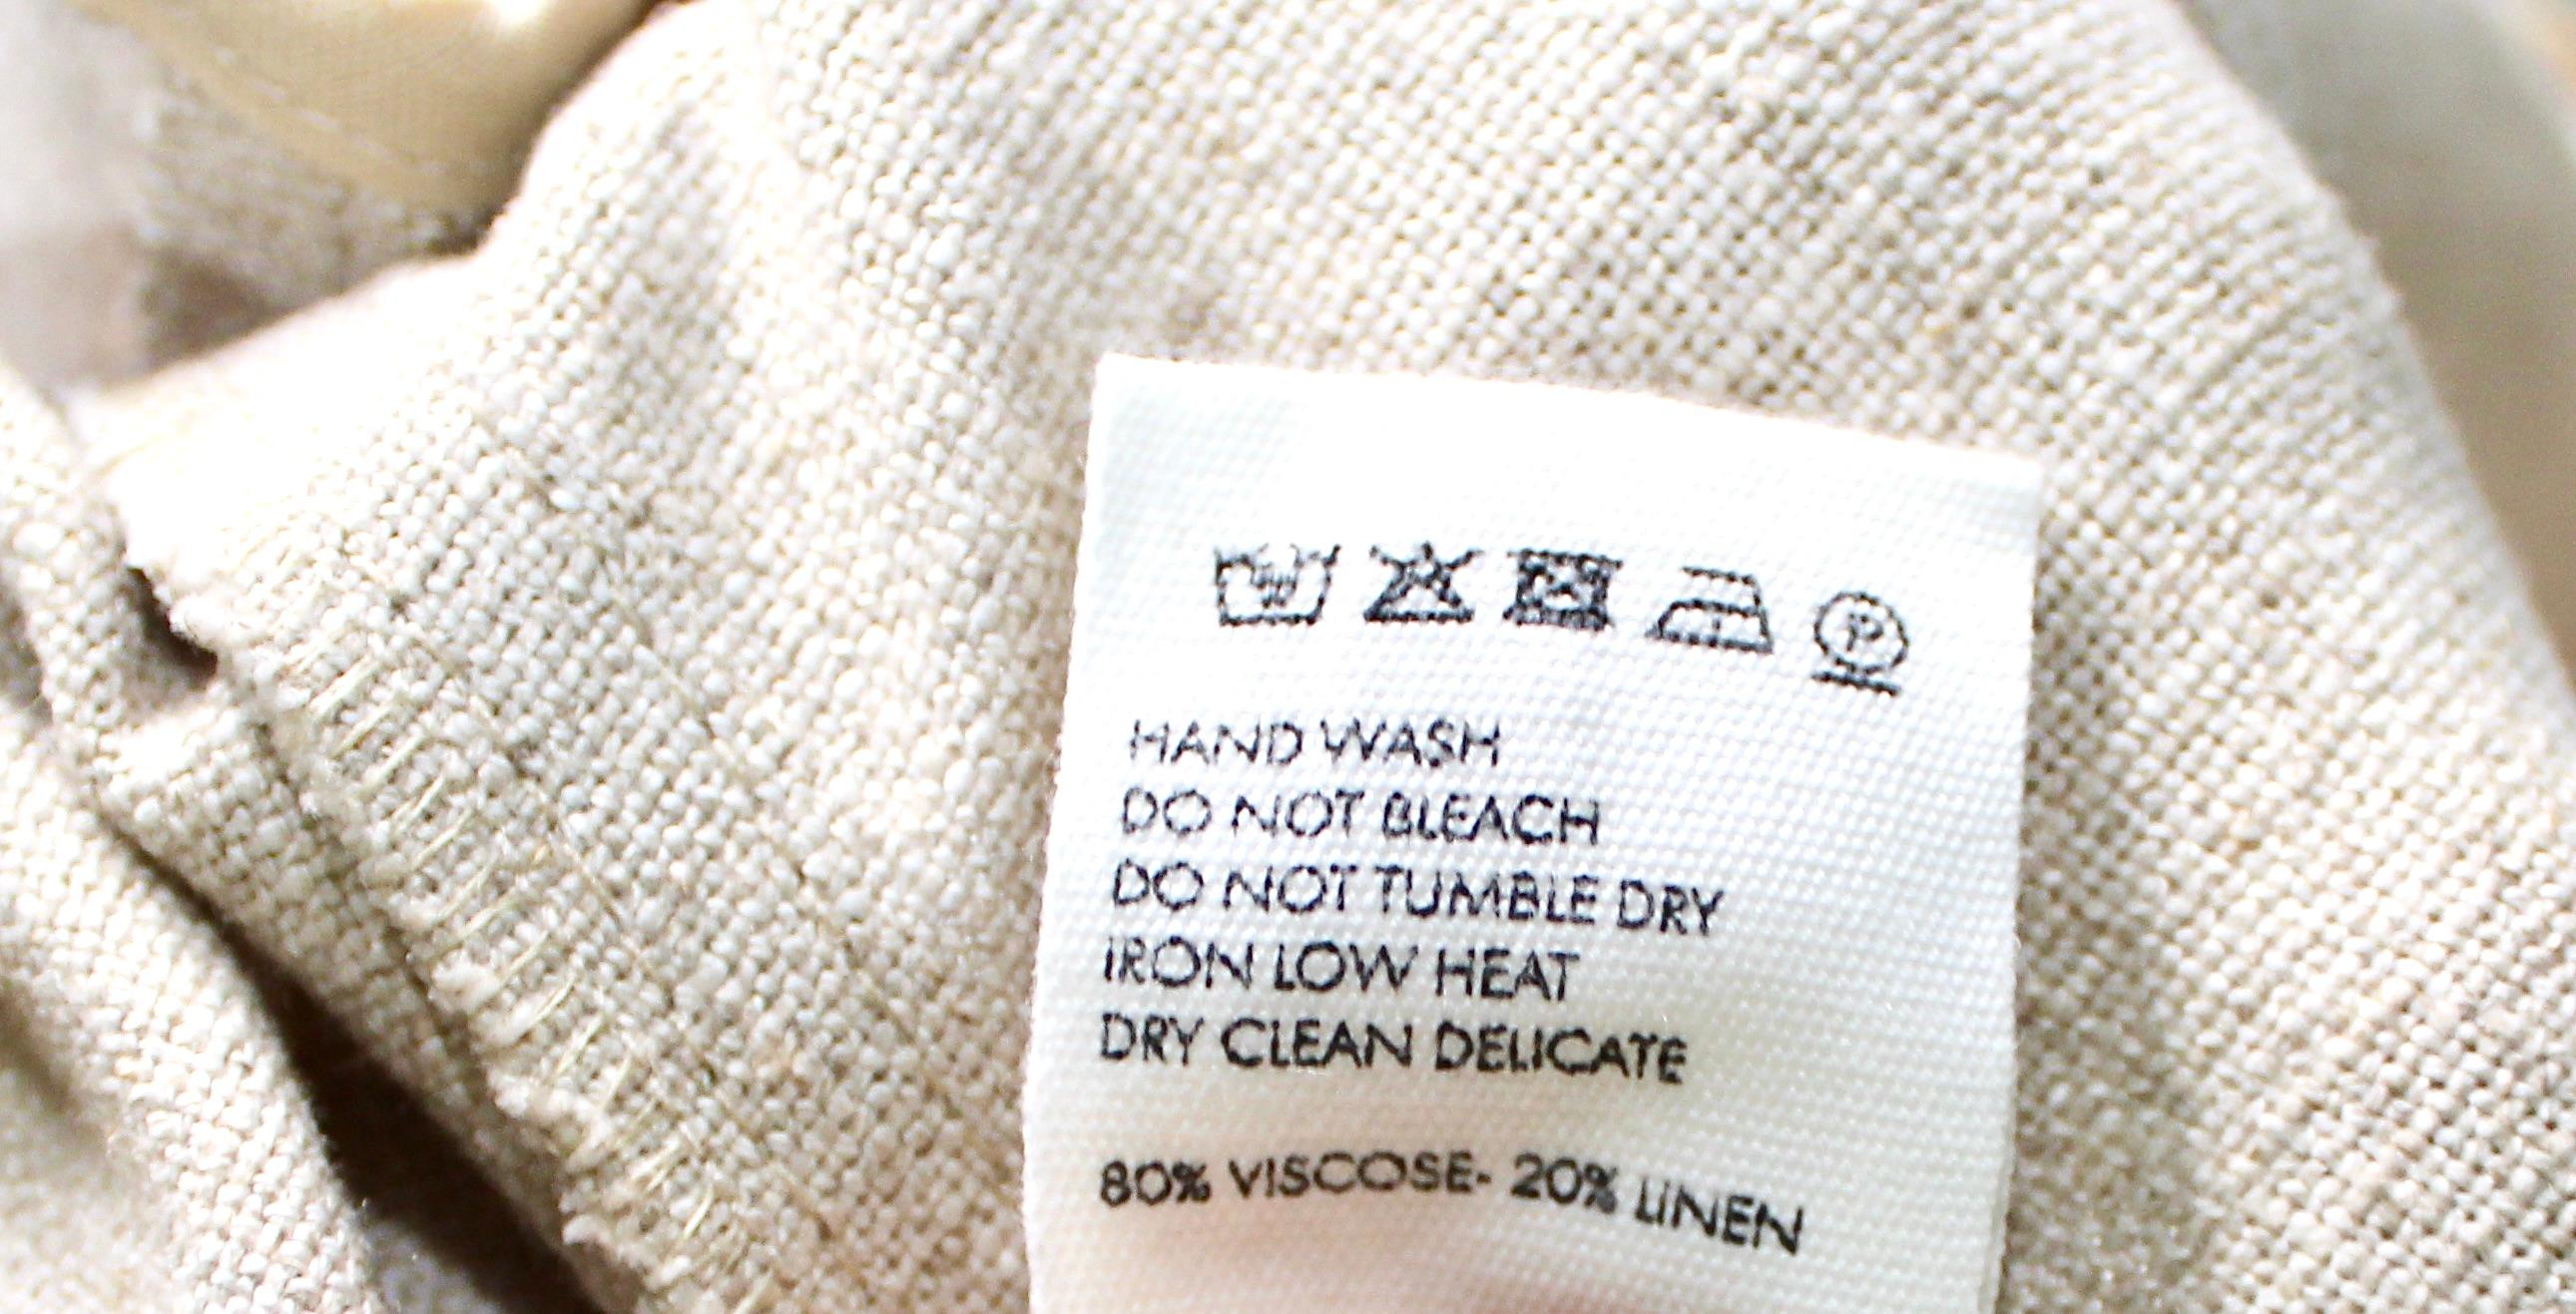 P
HAND WASH
DO NOT BLEACH
DO NOT TUMBLE DRY
IRON LOW HEAT
DRY CLEAN DELICATE
80% VISCOSE- 20% LINEN